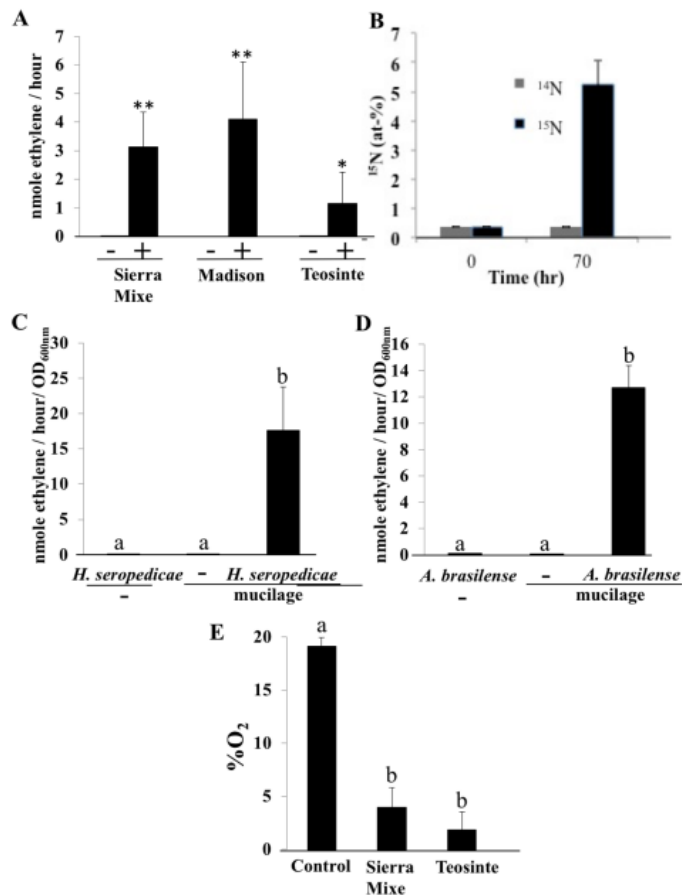 A
nmole ethylene / hour
7
6
5
4
3
2
1
0
** ** *
- + - + - +
Sierra Mixe
Madison
Teosinte
B
¹⁵N (at-%)
7
6
5
4
3
2
1
0
¹⁴N
¹⁵N
0 70
Time (hr)
C
nmole ethylene / hour/ OD600nm
30
25
20
15
10
5
0
a a b
H. seropedicae - H. seropedicae
- mucilage
D
nmole ethylene / hour/ OD600nm
16
14
12
10
8
6
4
2
0
a a b
A. brasilense - A. brasilense
- mucilage
E
%O₂
20
15
10
5
0
a b b
Control Sierra Teosinte
Mixe